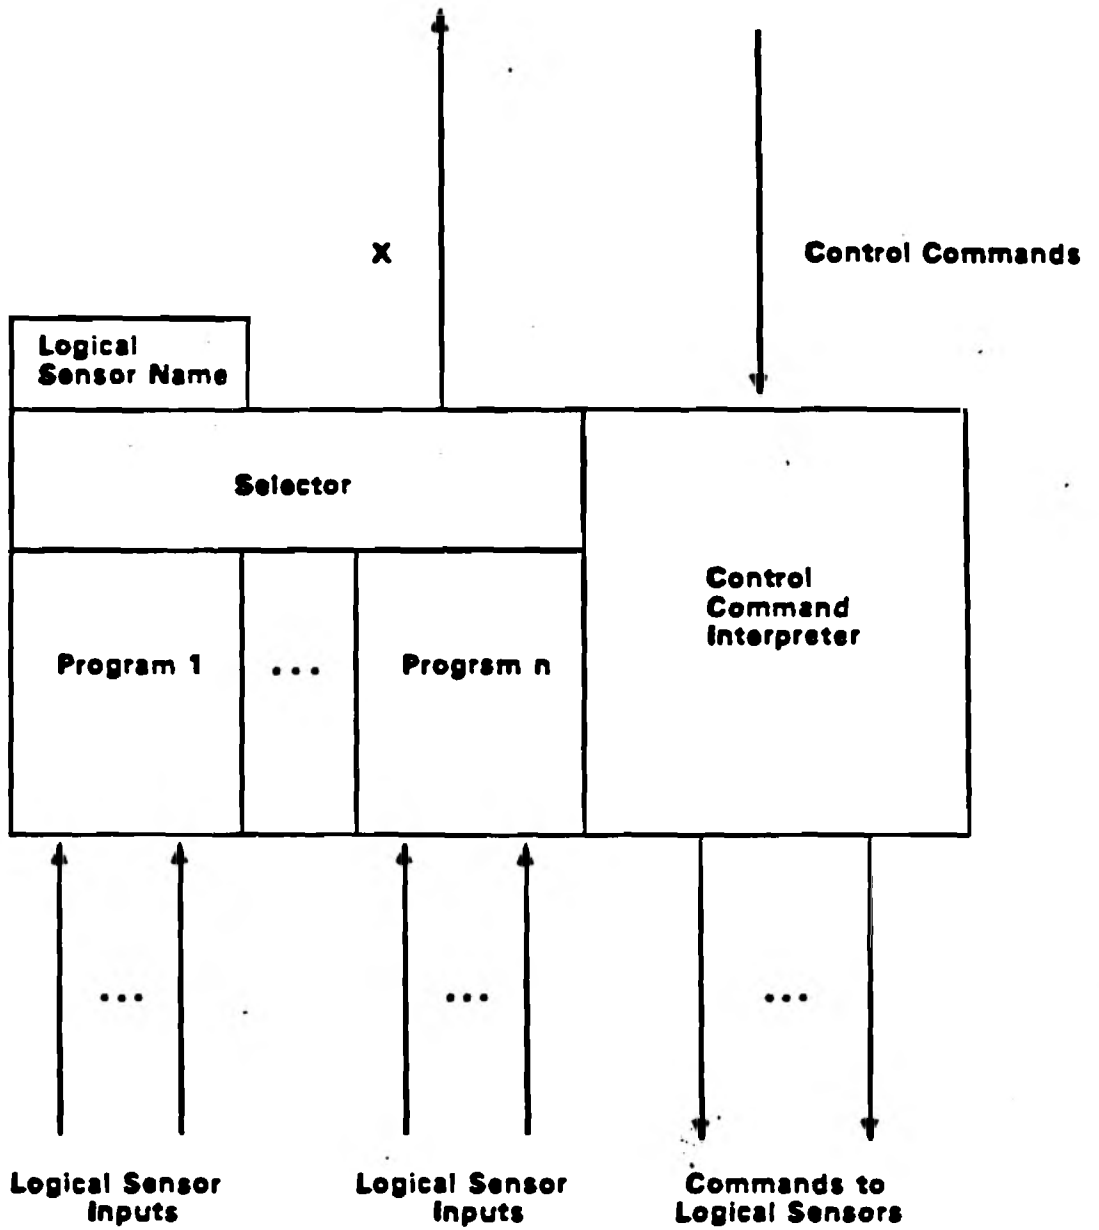 X
Control Commands
Logical
Sensor Name
Selector
Control
Command
Interpreter
Program 1
...
Progrsm n
...
...
...
Logical Sensor
Inputs
Logical Sensor
Inputs
Commands to
Logical Sensors